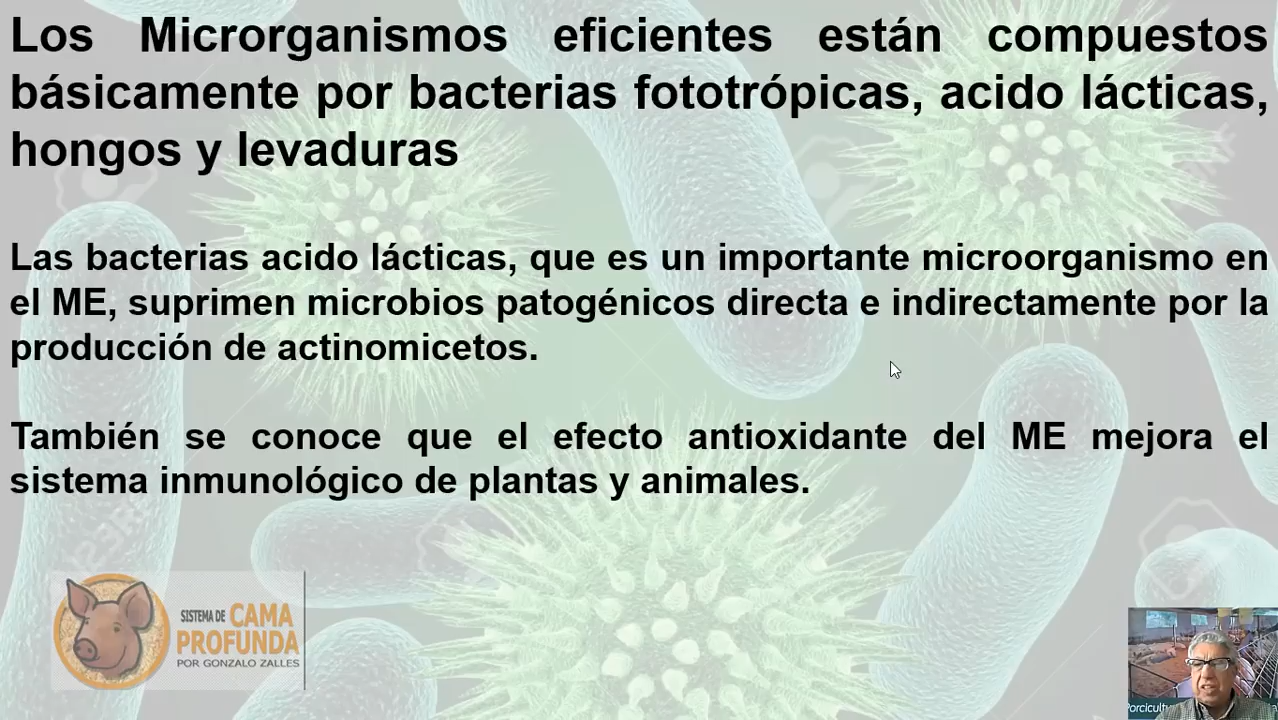 Los Microrganismos eficientes están compuestos
básicamente por bacterias fototrópicas, acido lácticas,
hongos y levaduras
Las bacterias acido lácticas, que es un importante microorganismo en
el ME, suprimen microbios patogénicos directa e indirectamente por la
producción de actinomicetos.
También se conoce que el efecto antioxidante del ME mejora el
sistema inmunológico de plantas y animales.
SISTEMA DE CAMA
PROFUNDA
POR GONZALO ZALLES